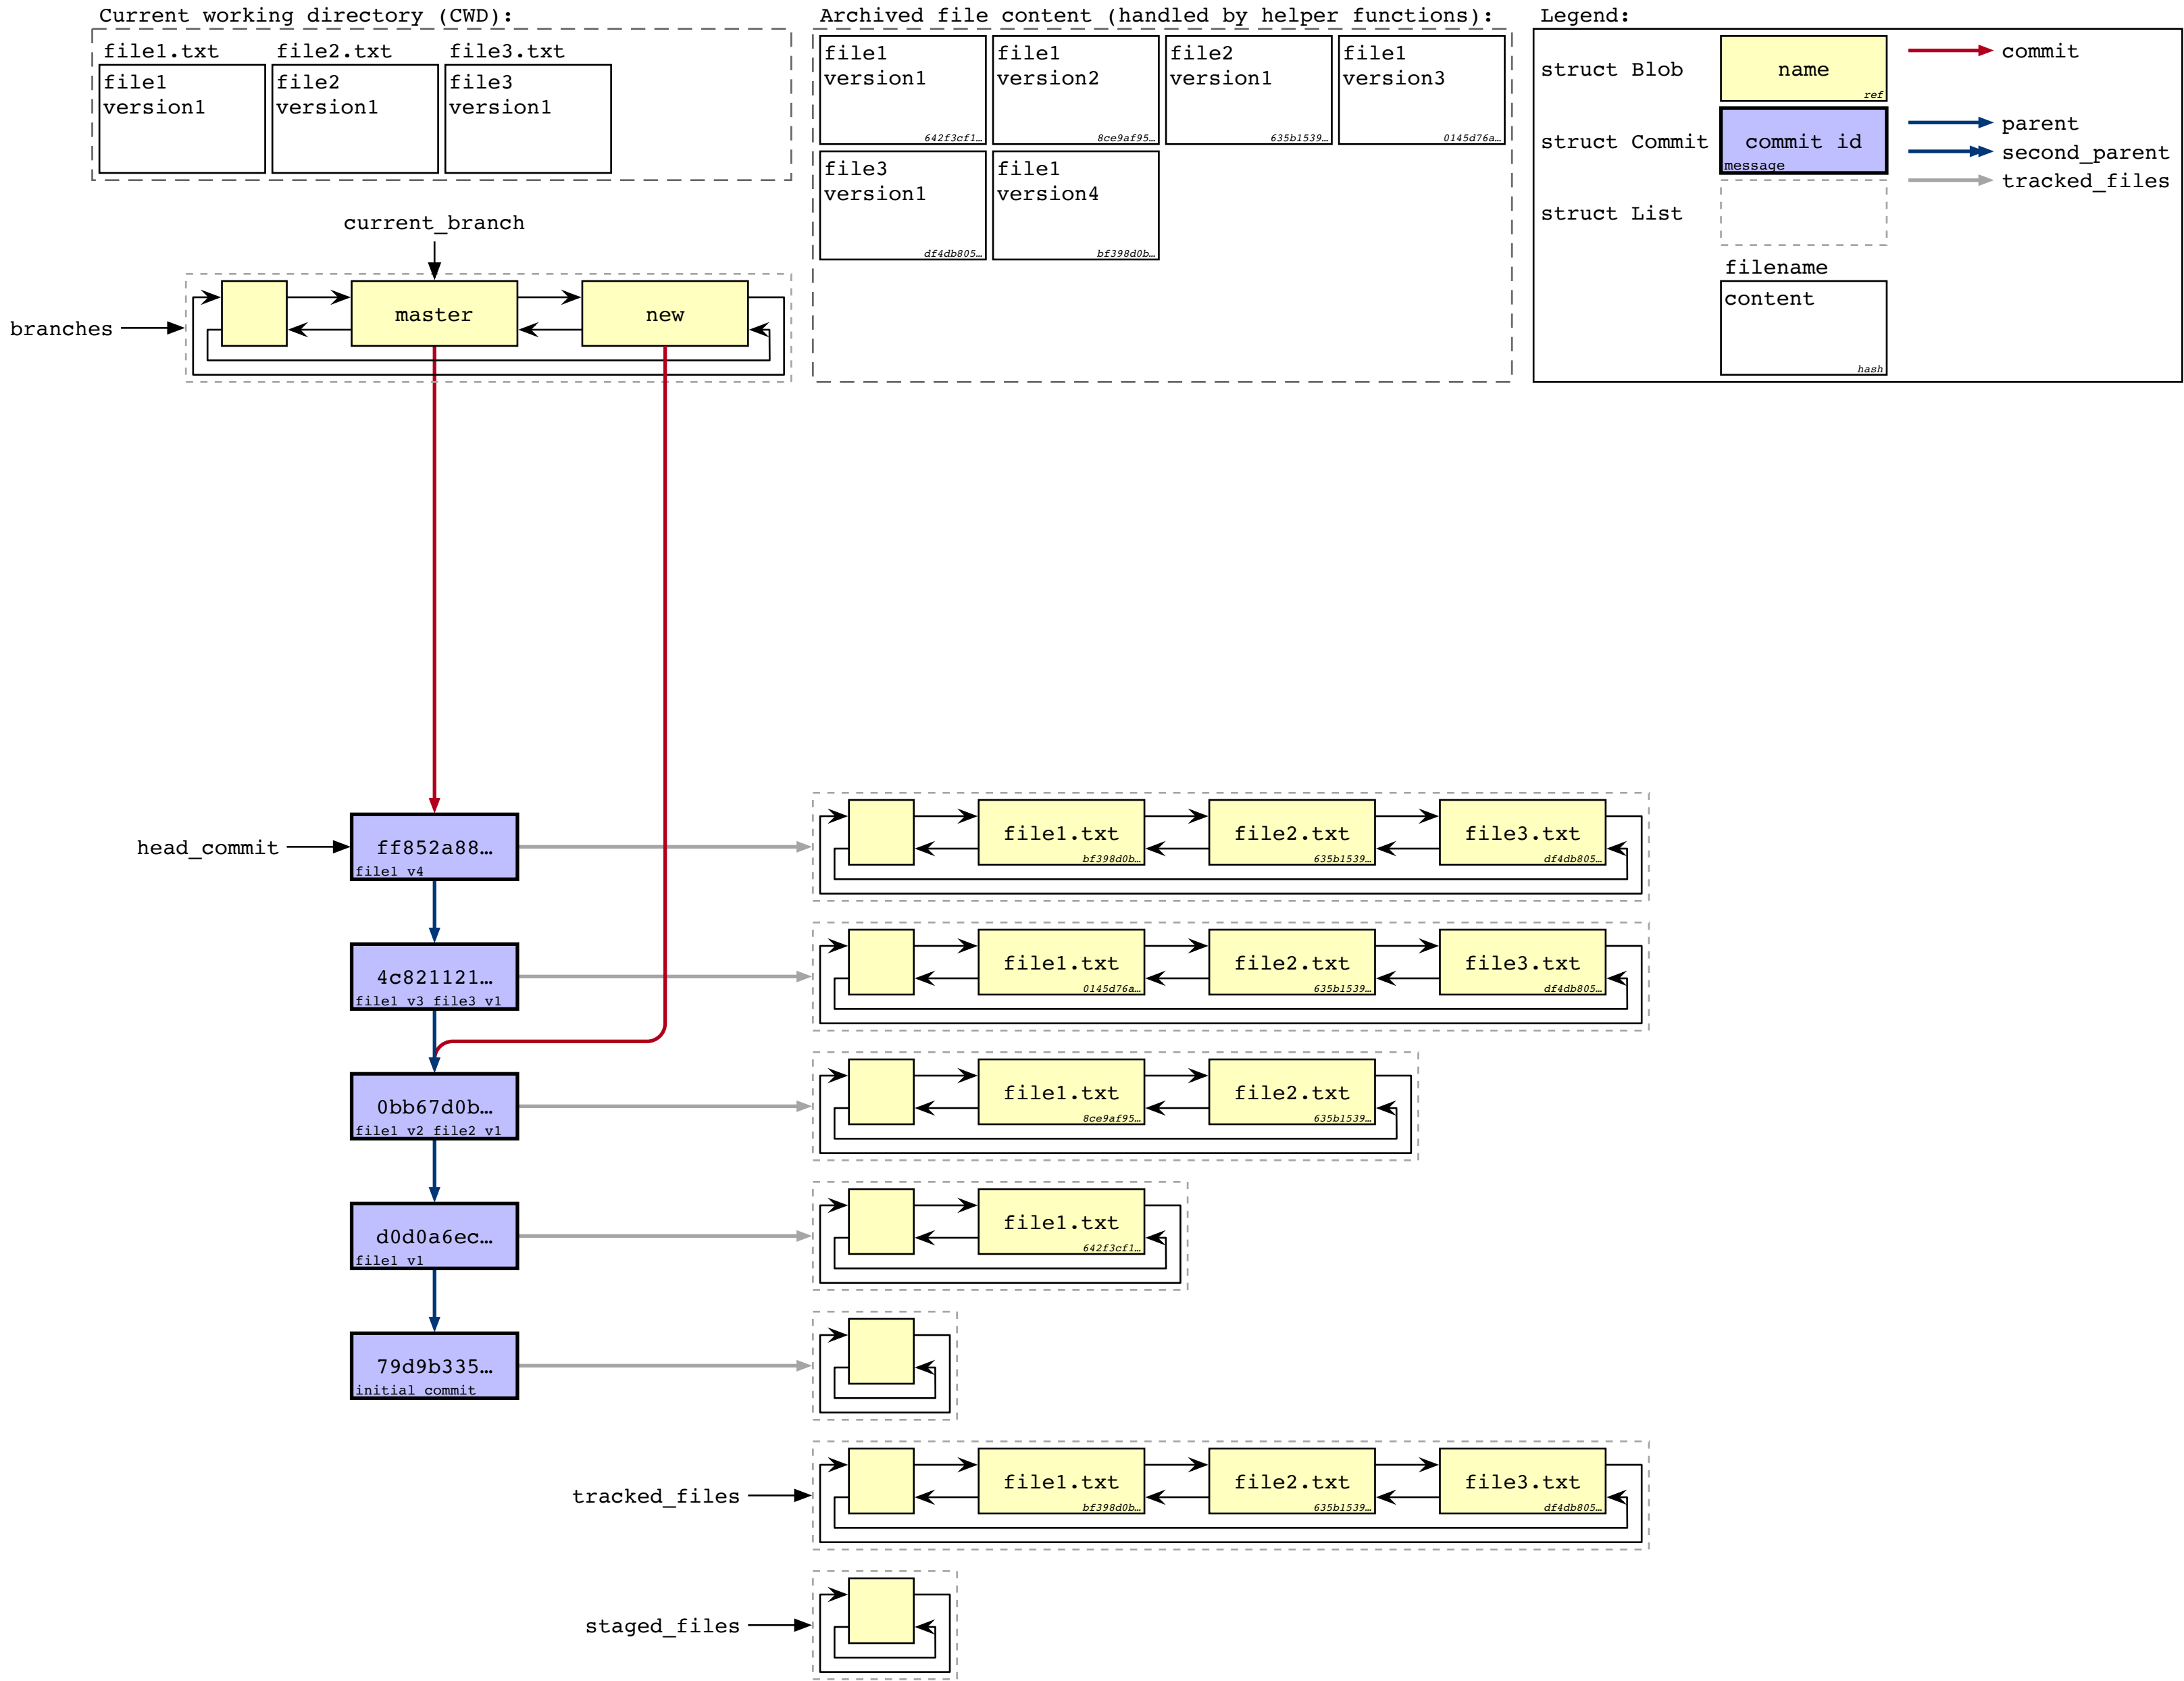 Current working directory (CWD):
file1.txt
file2.txt
file3.txt
file1
version1
file2
version1
file3
version1
Archived file content (handled by helper functions):
file1
version1
642f3cf1…
file1
version2
8ce9af95…
file2
version1
635b1539…
file1
version3
0145d76a…
file3
version1
df4db805…
file1
version4
bf398d0b…
Legend:
struct Blob
name
ref
struct Commit
commit id
message
struct List
filename
content
hash
commit
parent
second_parent
tracked_files
current_branch
branches
master
new
head_commit
ff852a88…
file1 v4
file1.txt
bf398d0b…
file2.txt
635b1539…
file3.txt
df4db805…
4c821121…
file1 v3 file3 v1
file1.txt
0145d76a…
file2.txt
635b1539…
file3.txt
df4db805…
0bb67d0b…
file1 v2 file2 v1
file1.txt
8ce9af95…
file2.txt
635b1539…
d0d0a6ec…
file1 v1
file1.txt
642f3cf1…
79d9b335…
initial commit
tracked_files
file1.txt
bf398d0b…
file2.txt
635b1539…
file3.txt
df4db805…
staged_files